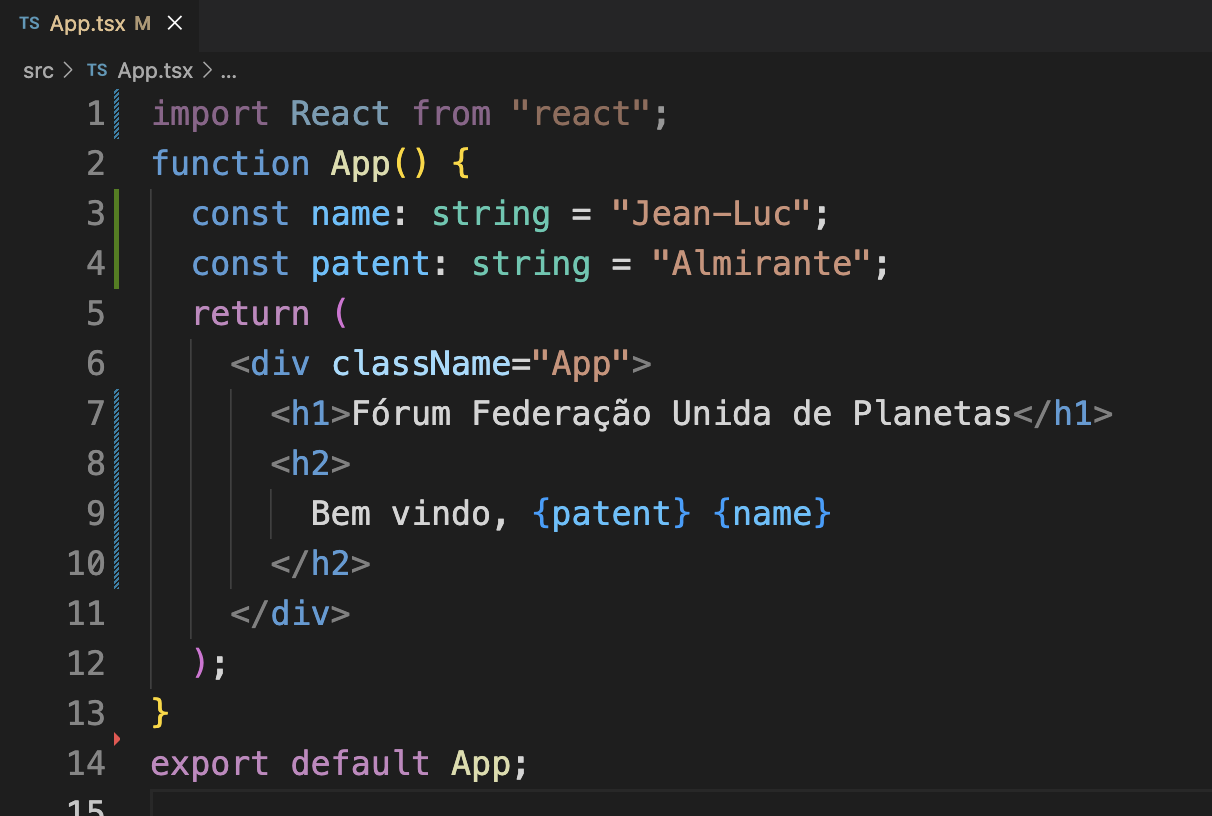 TS App.tsx M ×
src > TS App.tsx > ...
1 import React from "react";
2 function App() {
3   const name: string = "Jean-Luc";
4   const patent: string = "Almirante";
5   return (
6     <div className="App">
7       <h1>Fórum Federação Unida de Planetas</h1>
8       <h2>
9         Bem vindo, {patent} {name}
10       </h2>
11     </div>
12   );
13 }
14 export default App;
15